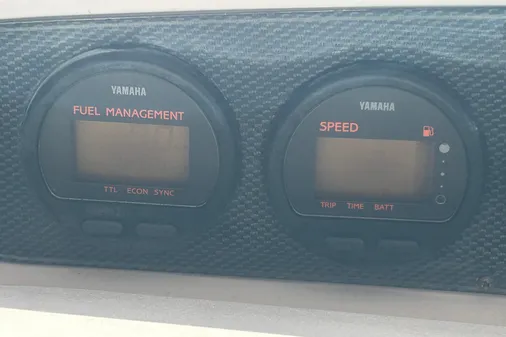 YAMAHA
FUEL MANAGEMENT
TTL ECON SYNC
YAMAHA
SPEED
TRIP TIME BATT